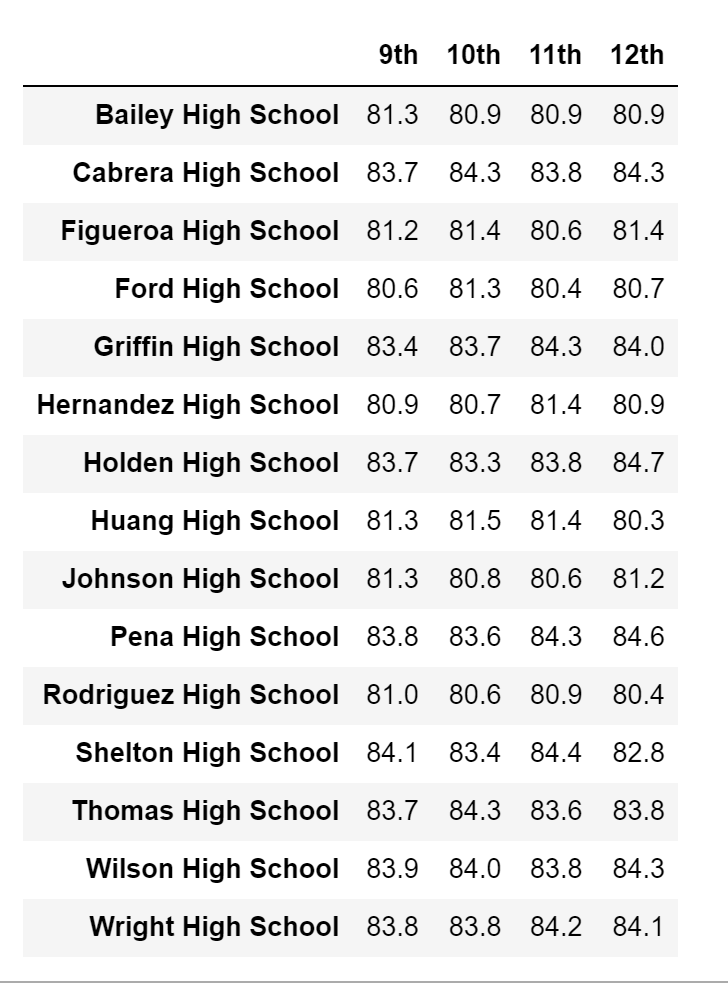 9th 10th 11th 12th
Bailey High School 81.3 80.9 80.9 80.9
Cabrera High School 83.7 84.3 83.8 84.3
Figueroa High School 81.2 81.4 80.6 81.4
Ford High School 80.6 81.3 80.4 80.7
Griffin High School 83.4 83.7 84.3 84.0
Hernandez High School 80.9 80.7 81.4 80.9
Holden High School 83.7 83.3 83.8 84.7
Huang High School 81.3 81.5 81.4 80.3
Johnson High School 81.3 80.8 80.6 81.2
Pena High School 83.8 83.6 84.3 84.6
Rodriguez High School 81.0 80.6 80.9 80.4
Shelton High School 84.1 83.4 84.4 82.8
Thomas High School 83.7 84.3 83.6 83.8
Wilson High School 83.9 84.0 83.8 84.3
Wright High School 83.8 83.8 84.2 84.1